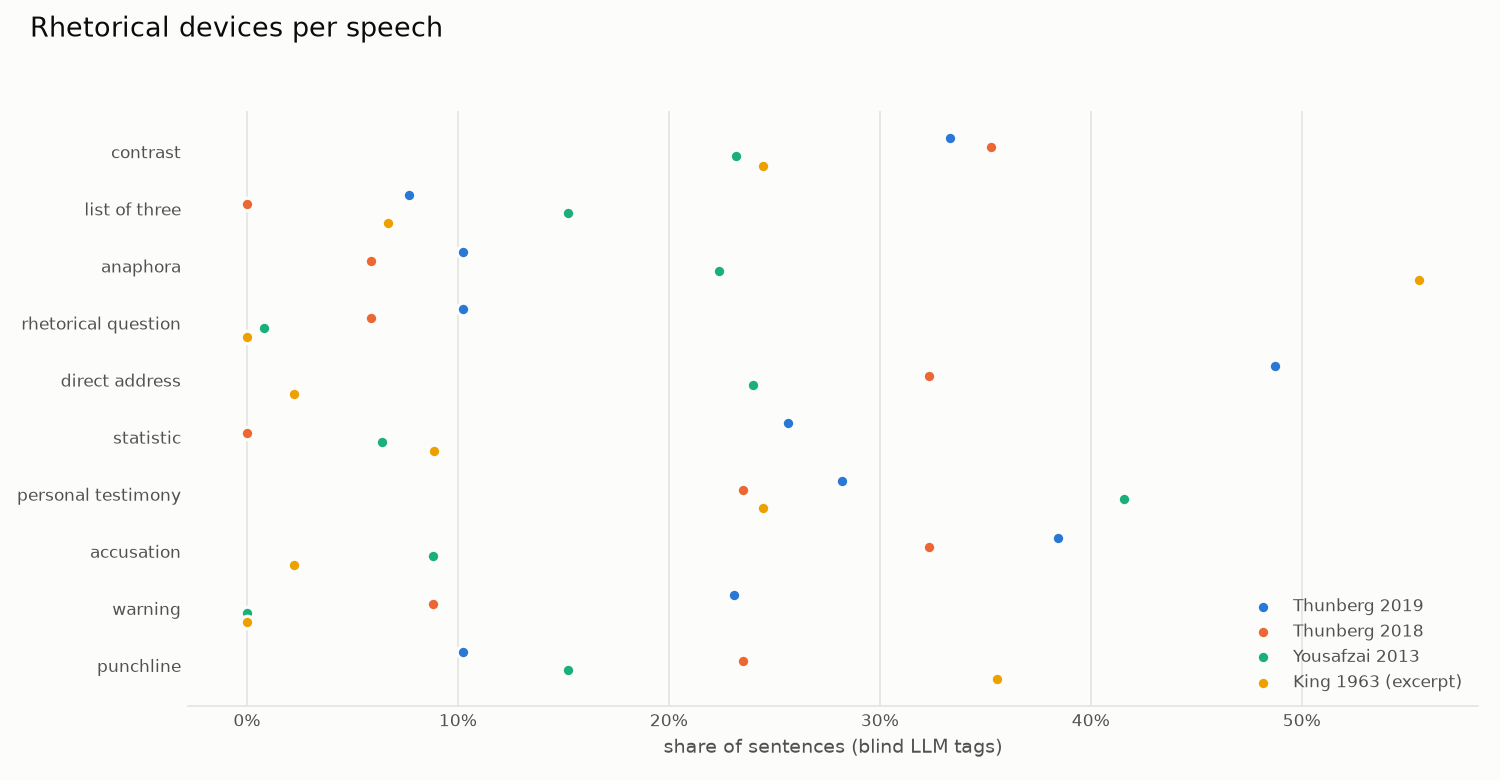 Rhetorical devices per speech
contrast
list of three
anaphora
rhetorical question
direct address
statistic
personal testimony
accusation
warning
punchline
Thunberg 2019
Thunberg 2018
Yousafzai 2013
King 1963 (excerpt)
0% 10% 20% 30% 40% 50%
share of sentences (blind LLM tags)